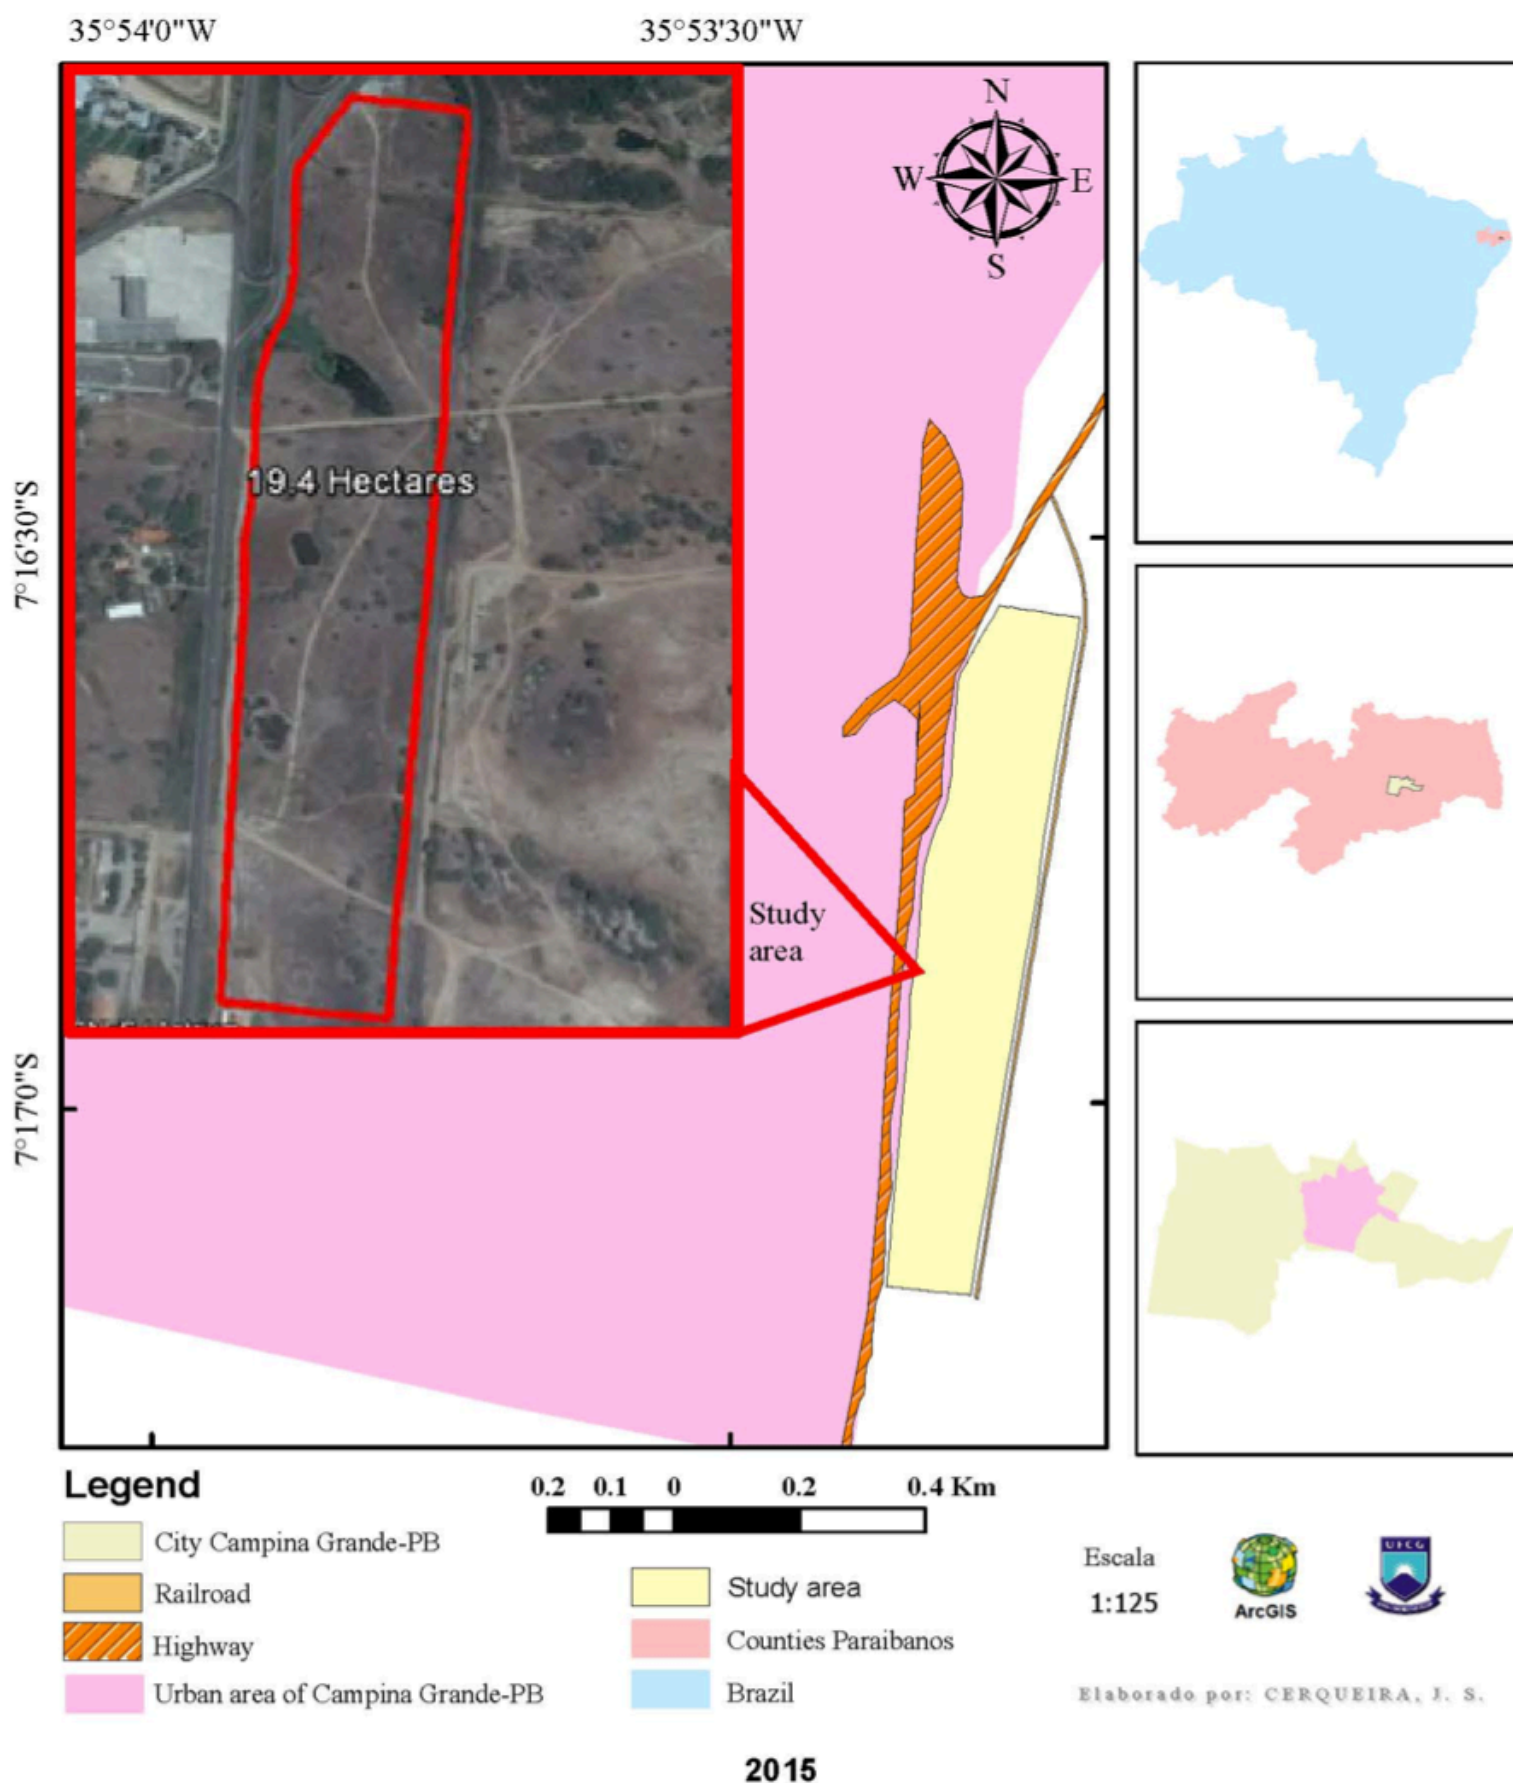 35°54'0"W 35°53'30"W
N
W E
S
7°16'30"S
19.4 Hectares
Study
area
7°17'0"S
Legend
0.2 0.1 0 0.2 0.4 Km
City Campina Grande-PB
Railroad
Highway
Urban area of Campina Grande-PB
Study area
Counties Paraibanos
Brazil
Escala
1:125
ArcGIS
UFCG
Elaborado por: CERQUEIRA, J. S.
2015